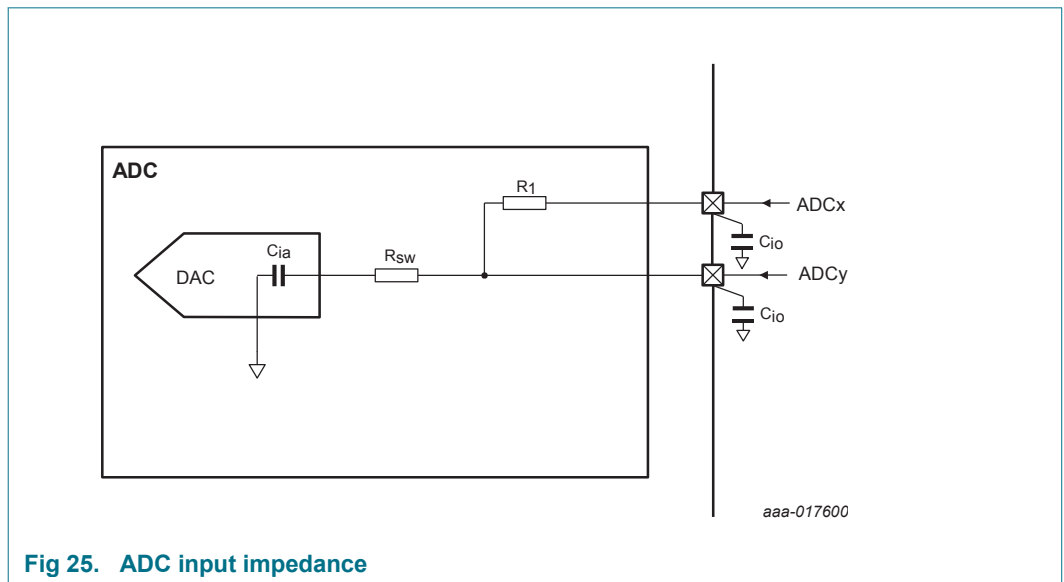 ADC
R1
ADCx
Cio
Cia
Rsw
DAC
ADCy
Cio
aaa-017600
Fig 25. ADC input impedance